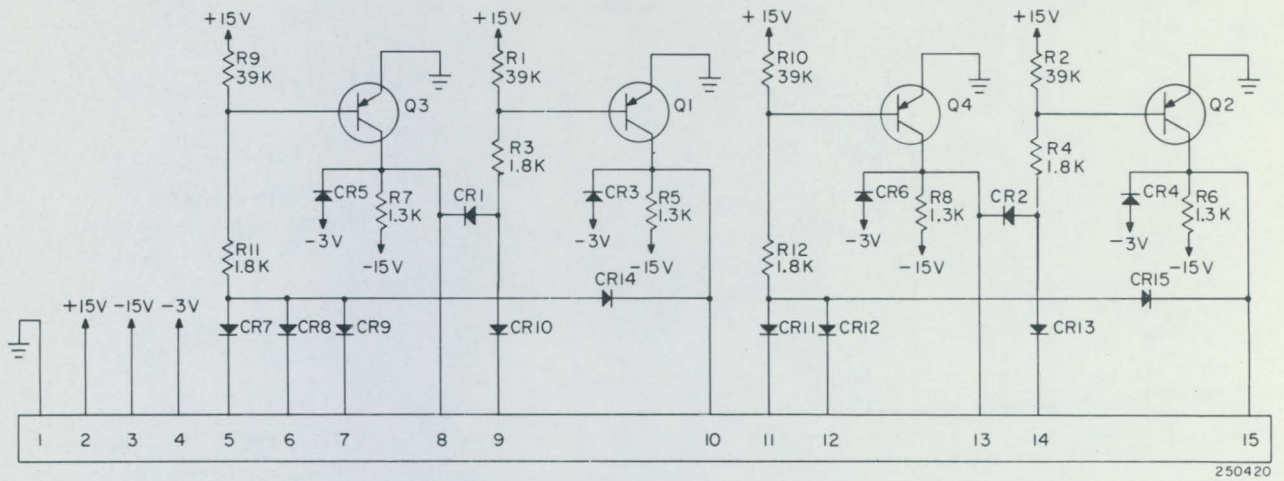 +15V +15V +15V +15V
R9 39K
Q3
R1 39K
Q1
R10 39K
Q4
R2 39K
Q2
R3 1.8K
R4 1.8K
CR5
R7 1.3K
CR1
CR3
R5 1.3K
CR6
R8 1.3K
CR2
CR4
R6 1.3K
-3V -3V -3V -3V
-15V -15V -15V -15V
R11 1.8K
R12 1.8K
CR14
CR15
+15V -15V -3V
CR7 CR8 CR9 CR10 CR11 CR12 CR13
1 2 3 4 5 6 7 8 9 10 11 12 13 14 15
250420